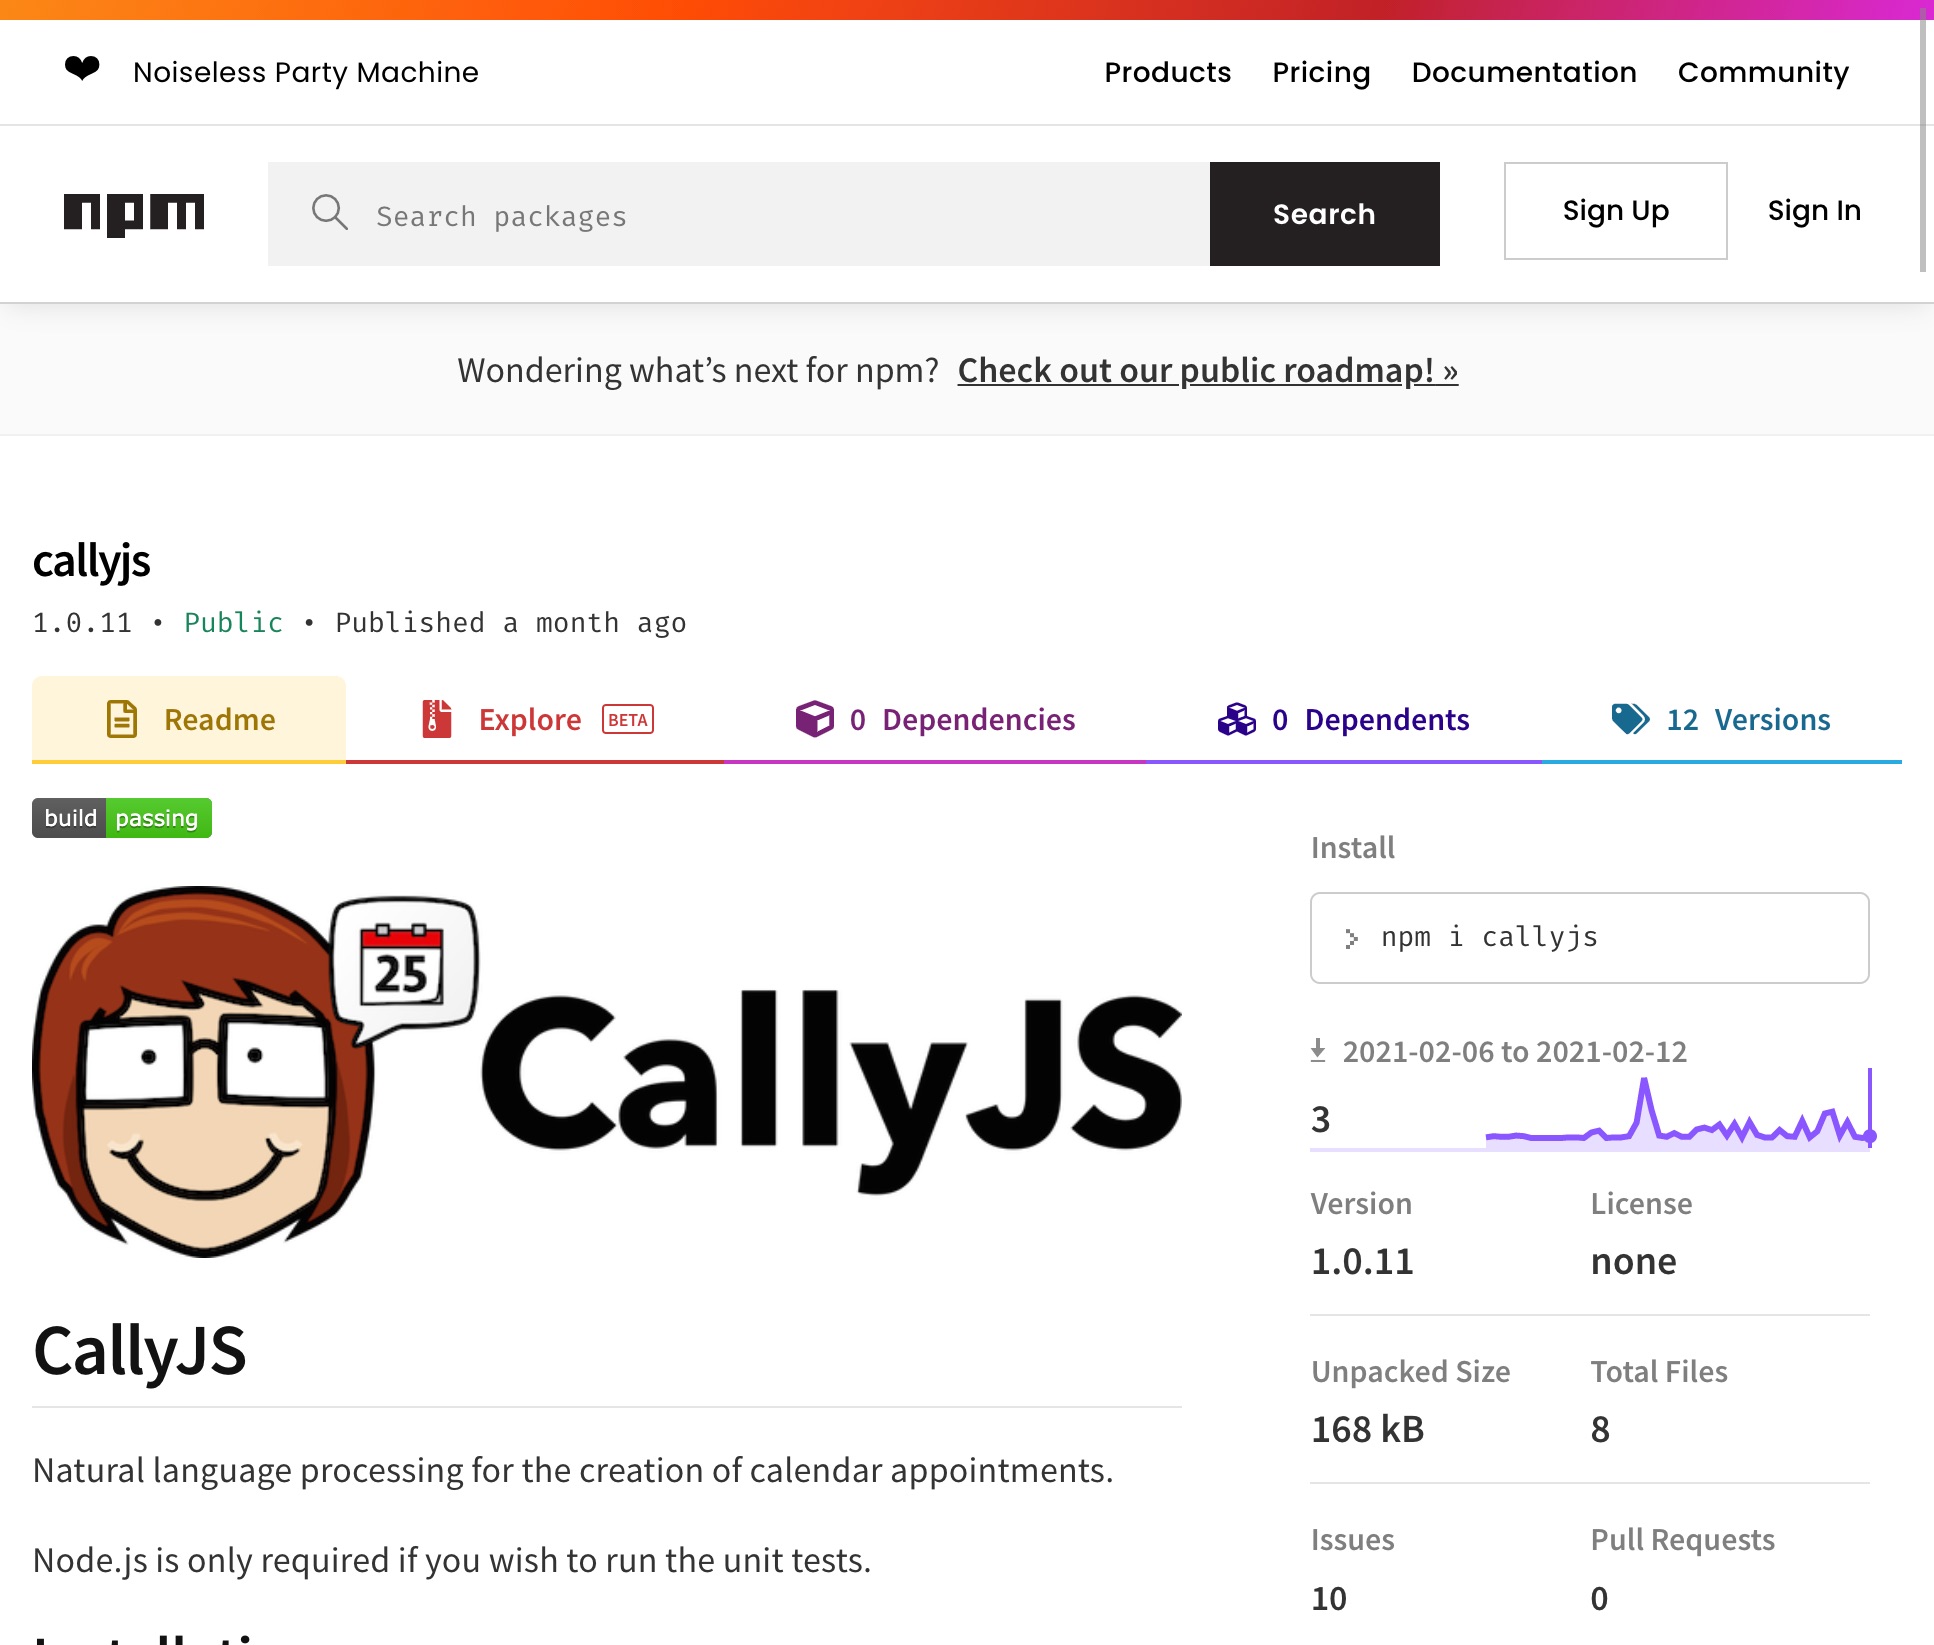 Noiseless Party Machine
Products Pricing Documentation Community
npm
Search packages
Search
Sign Up
Sign In
Wondering what’s next for npm? Check out our public roadmap! »
callyjs
1.0.11 • Public • Published a month ago
Readme
Explore BETA
0 Dependencies
0 Dependents
12 Versions
build passing
25
CallyJS
CallyJS
Natural language processing for the creation of calendar appointments.
Node.js is only required if you wish to run the unit tests.
Install
npm i callyjs
2021-02-06 to 2021-02-12
3
Version
License
1.0.11
none
Unpacked Size
Total Files
168 kB
8
Issues
Pull Requests
10
0